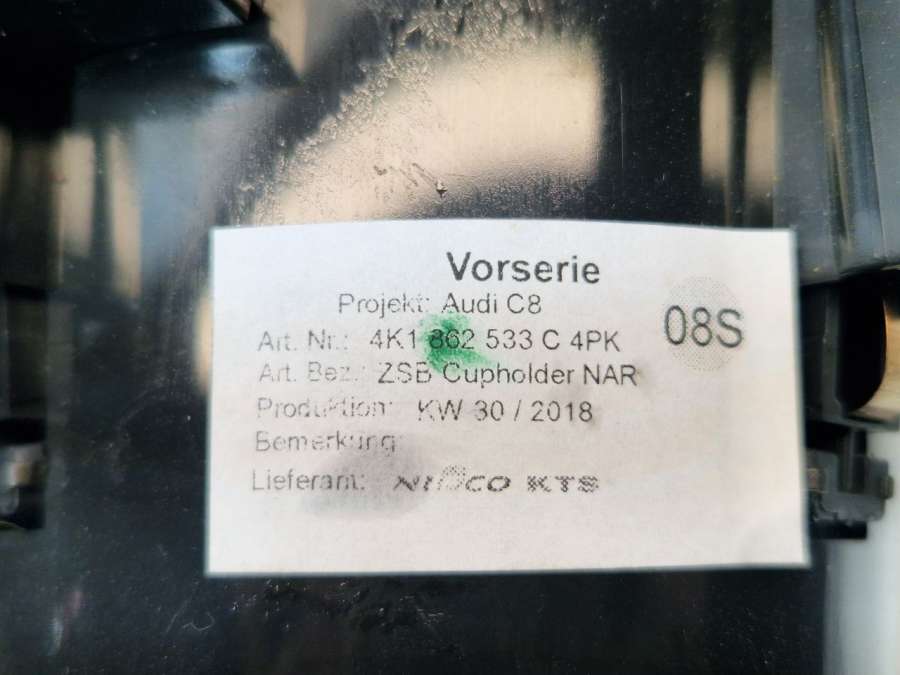 Vorserie
Projekt: Audi C8
08S
Art. Nr.: 4K1 862 533 C 4PK
Art. Bez.: ZSB Cupholder NAR
Produktion: KW 30 / 2018
Bemerkung:
Lieferant: KTS